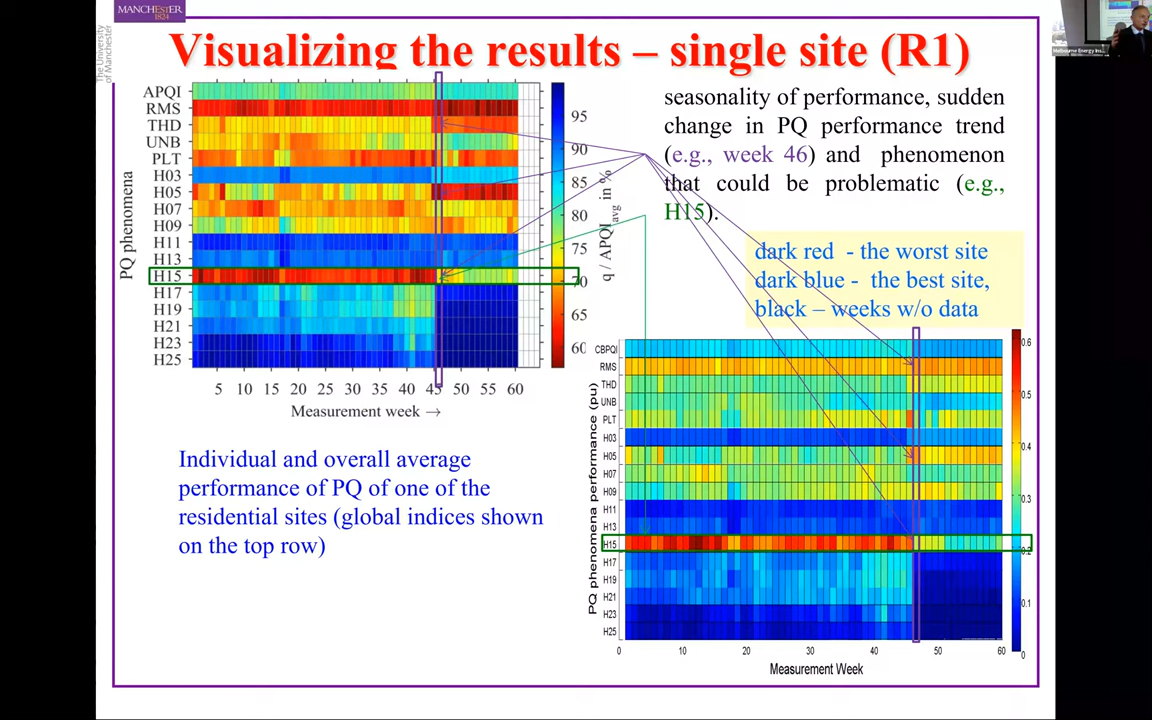 MANCHESTER
1824
The University
of Manchester
Melbourne Energy Ins...
Visualizing the results – single site (R1)
APQI
RMS
THD
UNB
PLT
H03
H05
H07
H09
H11
H13
H15
H17
H19
H21
H23
H25
PQ phenomena
5 10 15 20 25 30 35 40 45 50 55 60
Measurement week →
95
90
85
80
75
70
65
60
q / APQI avg in %
seasonality of performance, sudden
change in PQ performance trend
(e.g., week 46) and phenomenon
that could be problematic (e.g.,
H15).
dark red - the worst site
dark blue - the best site,
black – weeks w/o data
Individual and overall average
performance of PQ of one of the
residential sites (global indices shown
on the top row)
CBPQI
RMS
THD
UNB
PLT
H03
H05
H07
H09
H11
H13
H15
H17
H19
H21
H23
H25
PQ phenomena performance (pu)
0 10 20 30 40 50 60
Measurement Week
0.6
0.5
0.4
0.3
0.2
0.1
0